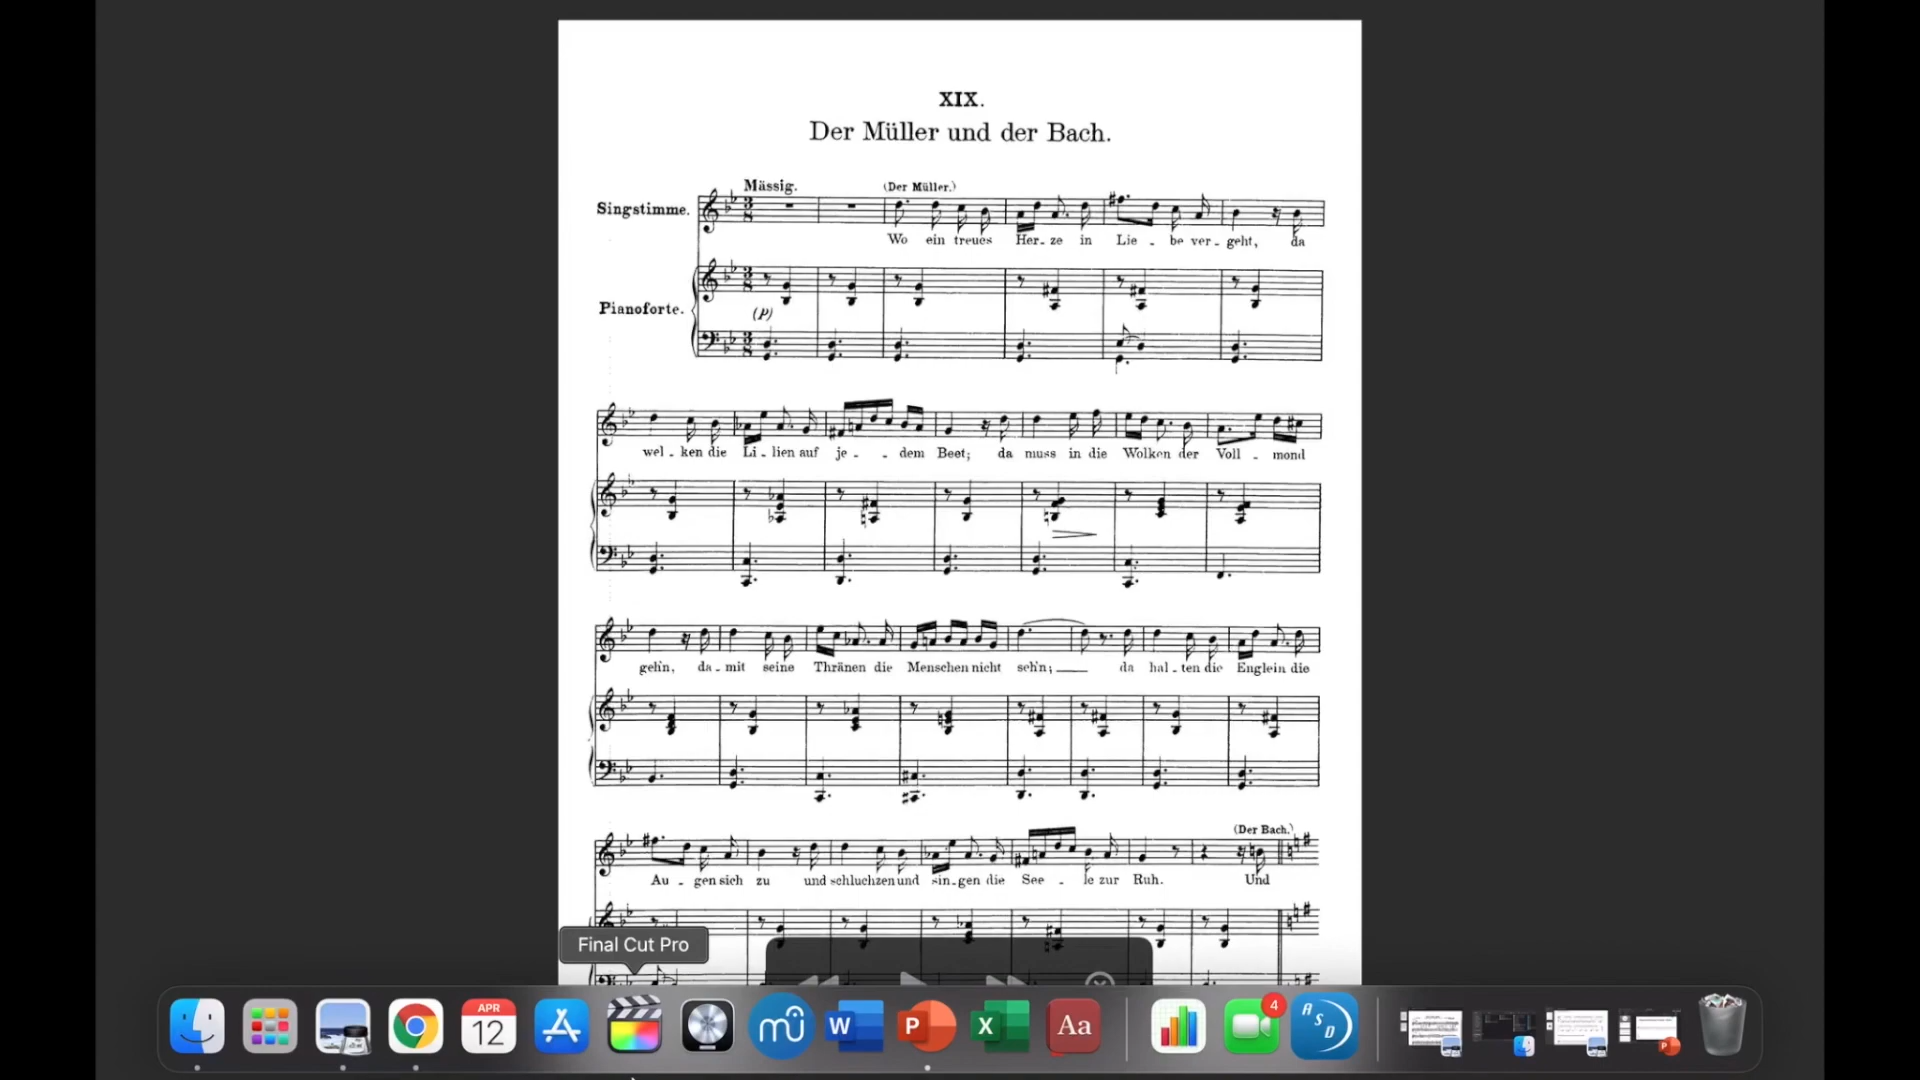 XIX.
Der Müller und der Bach.
Mässig.
(Der Müller.)
Singstimme.
Wo ein treues Her-ze in Lie - be ver-geht, da
Pianoforte.
(p)
wel-ken die Li-lien auf je - - dem Beet; da muss in die Wolken der Voll - mond
geh'n, da-mit seine Thränen die Menschen nicht seh'n; da hal-ten die Englein die
(Der Bach.)
Au - gen sich zu und schluchzen und sin-gen die See - le zur Ruh. Und
Final Cut Pro
APR
12
W
P
X
Aa
4
A
S
D
P